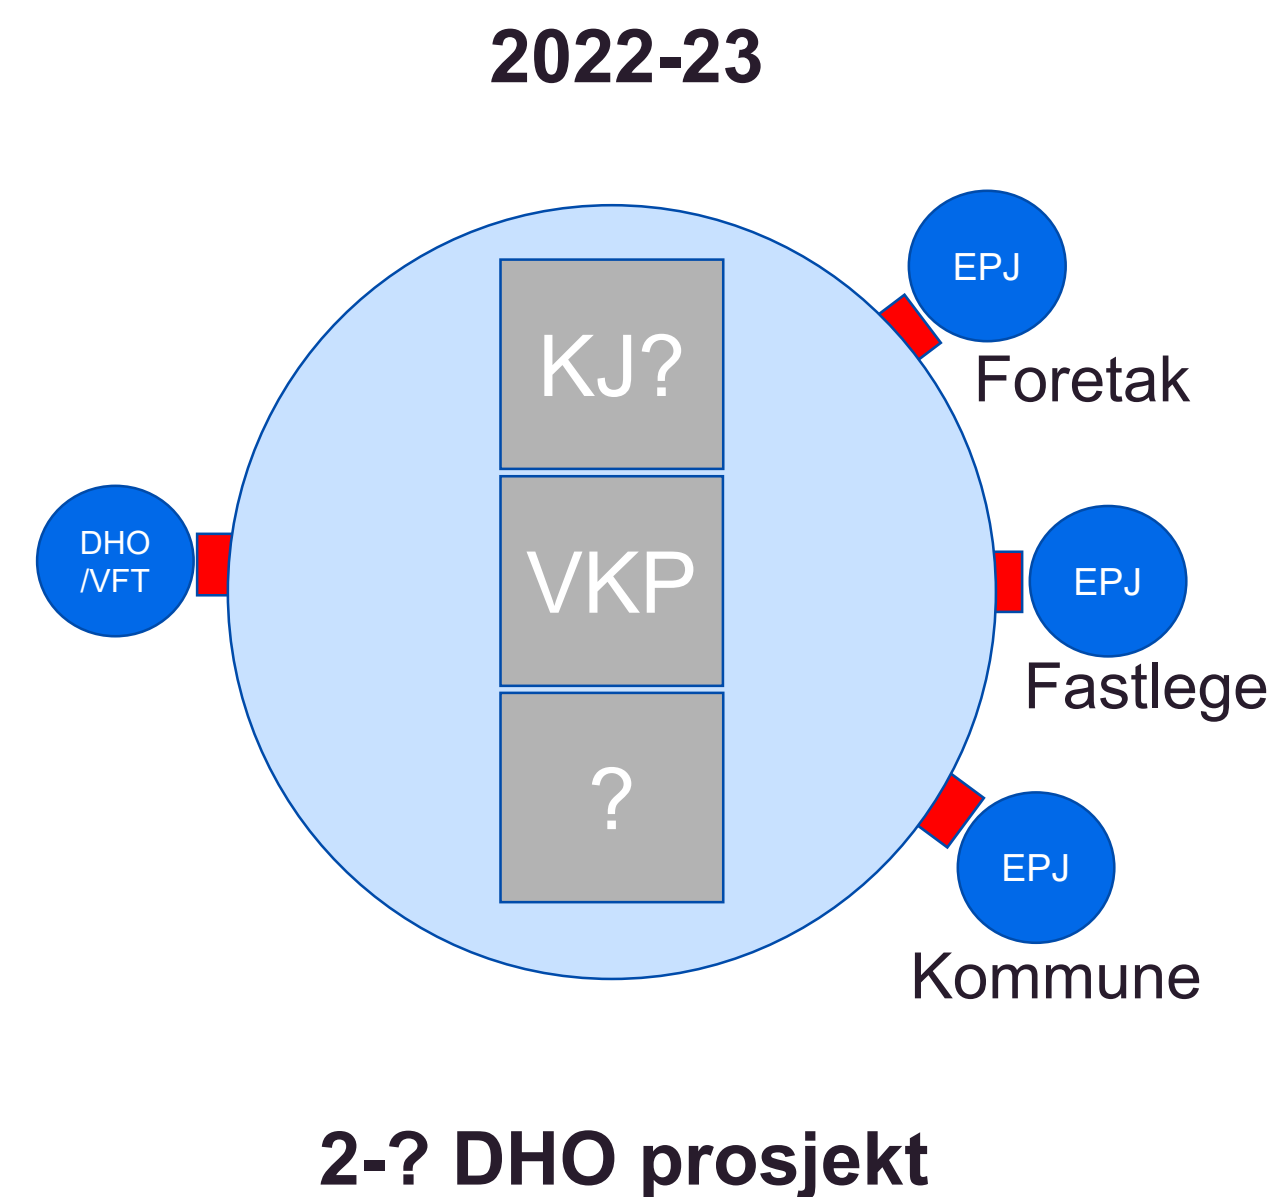 2022-23
EPJ
Foretak
KJ?
DHO
/VFT
VKP
EPJ
Fastlege
?
EPJ
Kommune
2-? DHO prosjekt